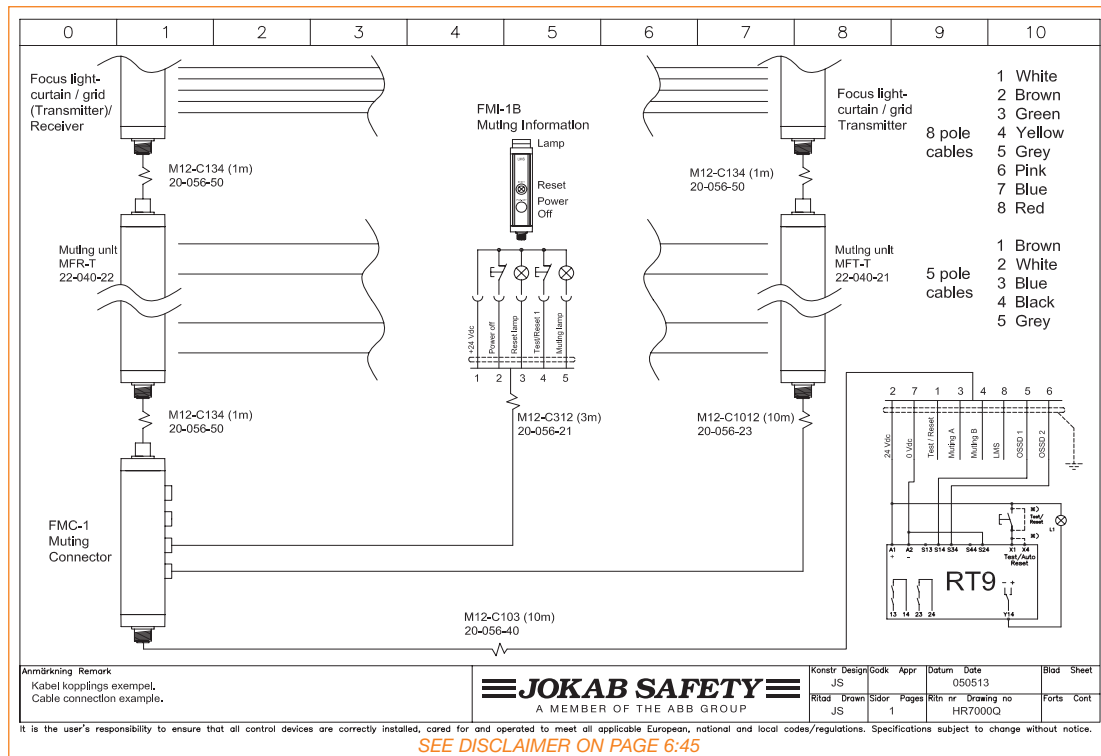 0 1 2 3 4 5 6 7 8 9 10
Focus light-
curtain / grid
(Transmitter)/
Receiver
FMI-1B
Muting Information
Lamp
Reset
Power
Off
Focus light-
curtain / grid
Transmitter
8 pole
cables
1 White
2 Brown
3 Green
4 Yellow
5 Grey
6 Pink
7 Blue
8 Red
M12-C134 (1m)
20-056-50
M12-C134 (1m)
20-056-50
Muting unit
MFR-T
22-040-22
Muting unit
MFT-T
22-040-21
5 pole
cables
1 Brown
2 White
3 Blue
4 Black
5 Grey
+24 Vdc
Power off
Reset lamp
Test/Reset 1
Muting lamp
1 2 3 4 5
M12-C134 (1m)
20-056-50
M12-C312 (3m)
20-056-21
M12-C1012 (10m)
20-056-23
2 7 1 3 4 8 5 6
24 Vdc
0 Vdc
Test / Reset
Muting A
Muting B
LMS
OSSD 1
OSSD 2
FMC-1
Muting
Connector
※)
Test/
Reset
L1
※)
A1 A2 S13 S14 S34 S44 S24 X1 X4
+ -
Test/Auto
Reset
RT9
- +
13 14 23 24 Y14
M12-C103 (10m)
20-056-40
Anmärkning Remark
Kabel kopplings exempel.
Cable connection example.
JOKAB SAFETY
A MEMBER OF THE ABB GROUP
Konstr Design Godk Appr Datum Date Blad Sheet
JS 050513
Ritad Drawn Sidor Pages Ritn nr Drawing no Forts Cont
JS 1 HR7000Q
It is the user's responsibility to ensure that all control devices are correctly installed, cared for and operated to meet all applicable European, national and local codes/regulations. Specifications subject to change without notice.
SEE DISCLAIMER ON PAGE 6:45